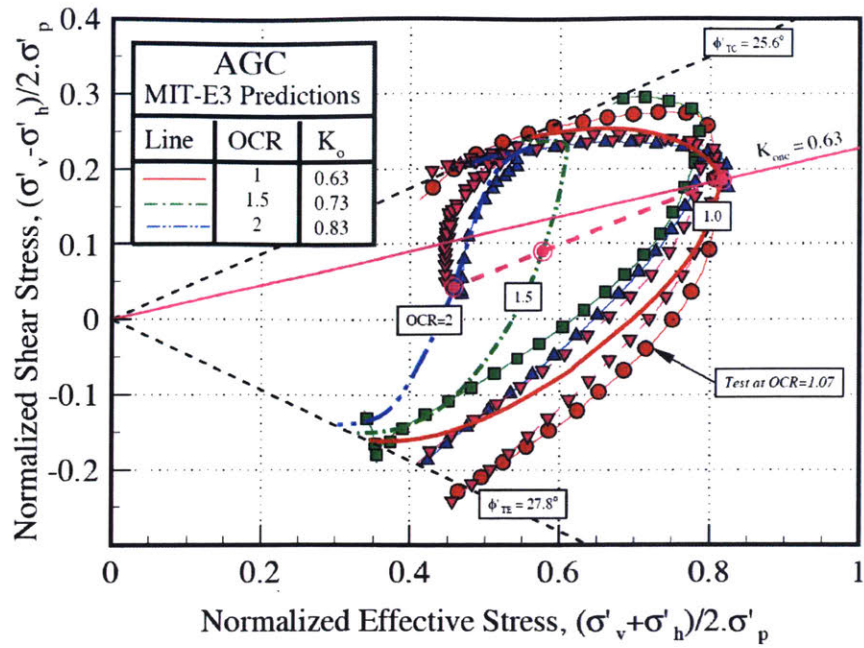 0.4
0.3
0.2
0.1
0
-0.1
-0.2
Normalized Shear Stress, (σ'v-σ'h)/2.σ'p
AGC
MIT-E3 Predictions
Line OCR Ko
1 0.63
1.5 0.73
2 0.83
ϕ'TC = 25.6°
Konc = 0.63
1.0
1.5
OCR=2
Test at OCR=1.07
ϕ'TE = 27.8°
0 0.2 0.4 0.6 0.8 1
Normalized Effective Stress, (σ'v+σ'h)/2.σ'p